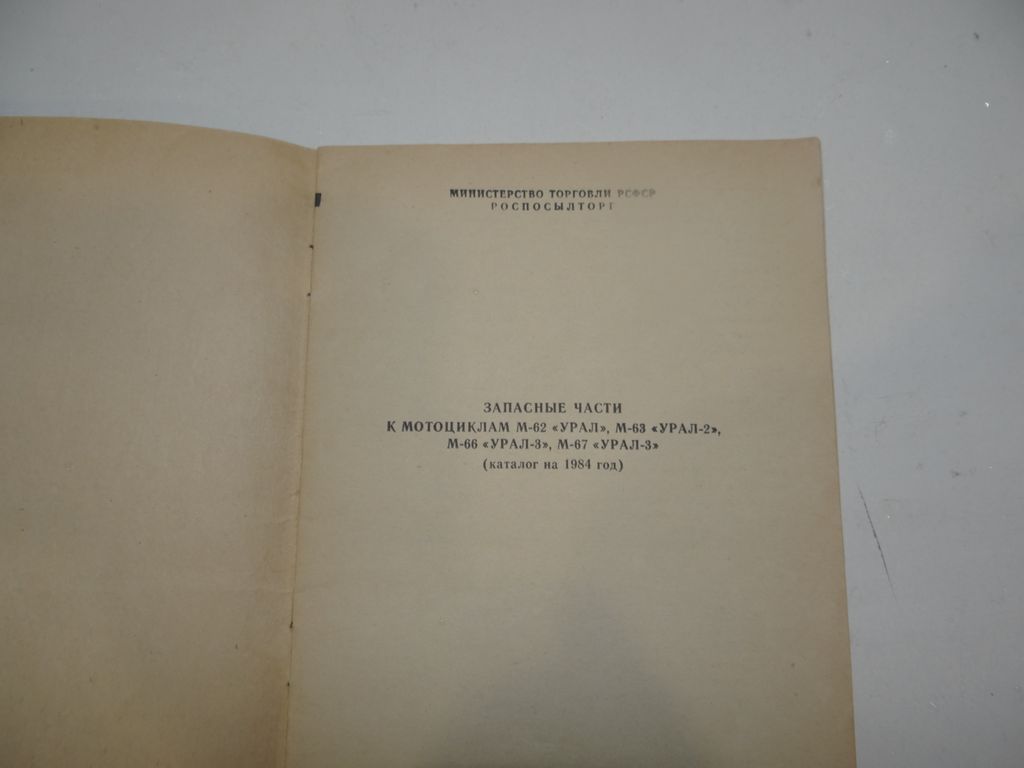 МИНИСТЕРСТВО ТОРГОВЛИ РСФСР
РОСПОСЫЛТОРГ
ЗАПАСНЫЕ ЧАСТИ
К МОТОЦИКЛАМ М-62 «УРАЛ», М-63 «УРАЛ-2»,
М-66 «УРАЛ-3», М-67 «УРАЛ-3»
(каталог на 1984 год)